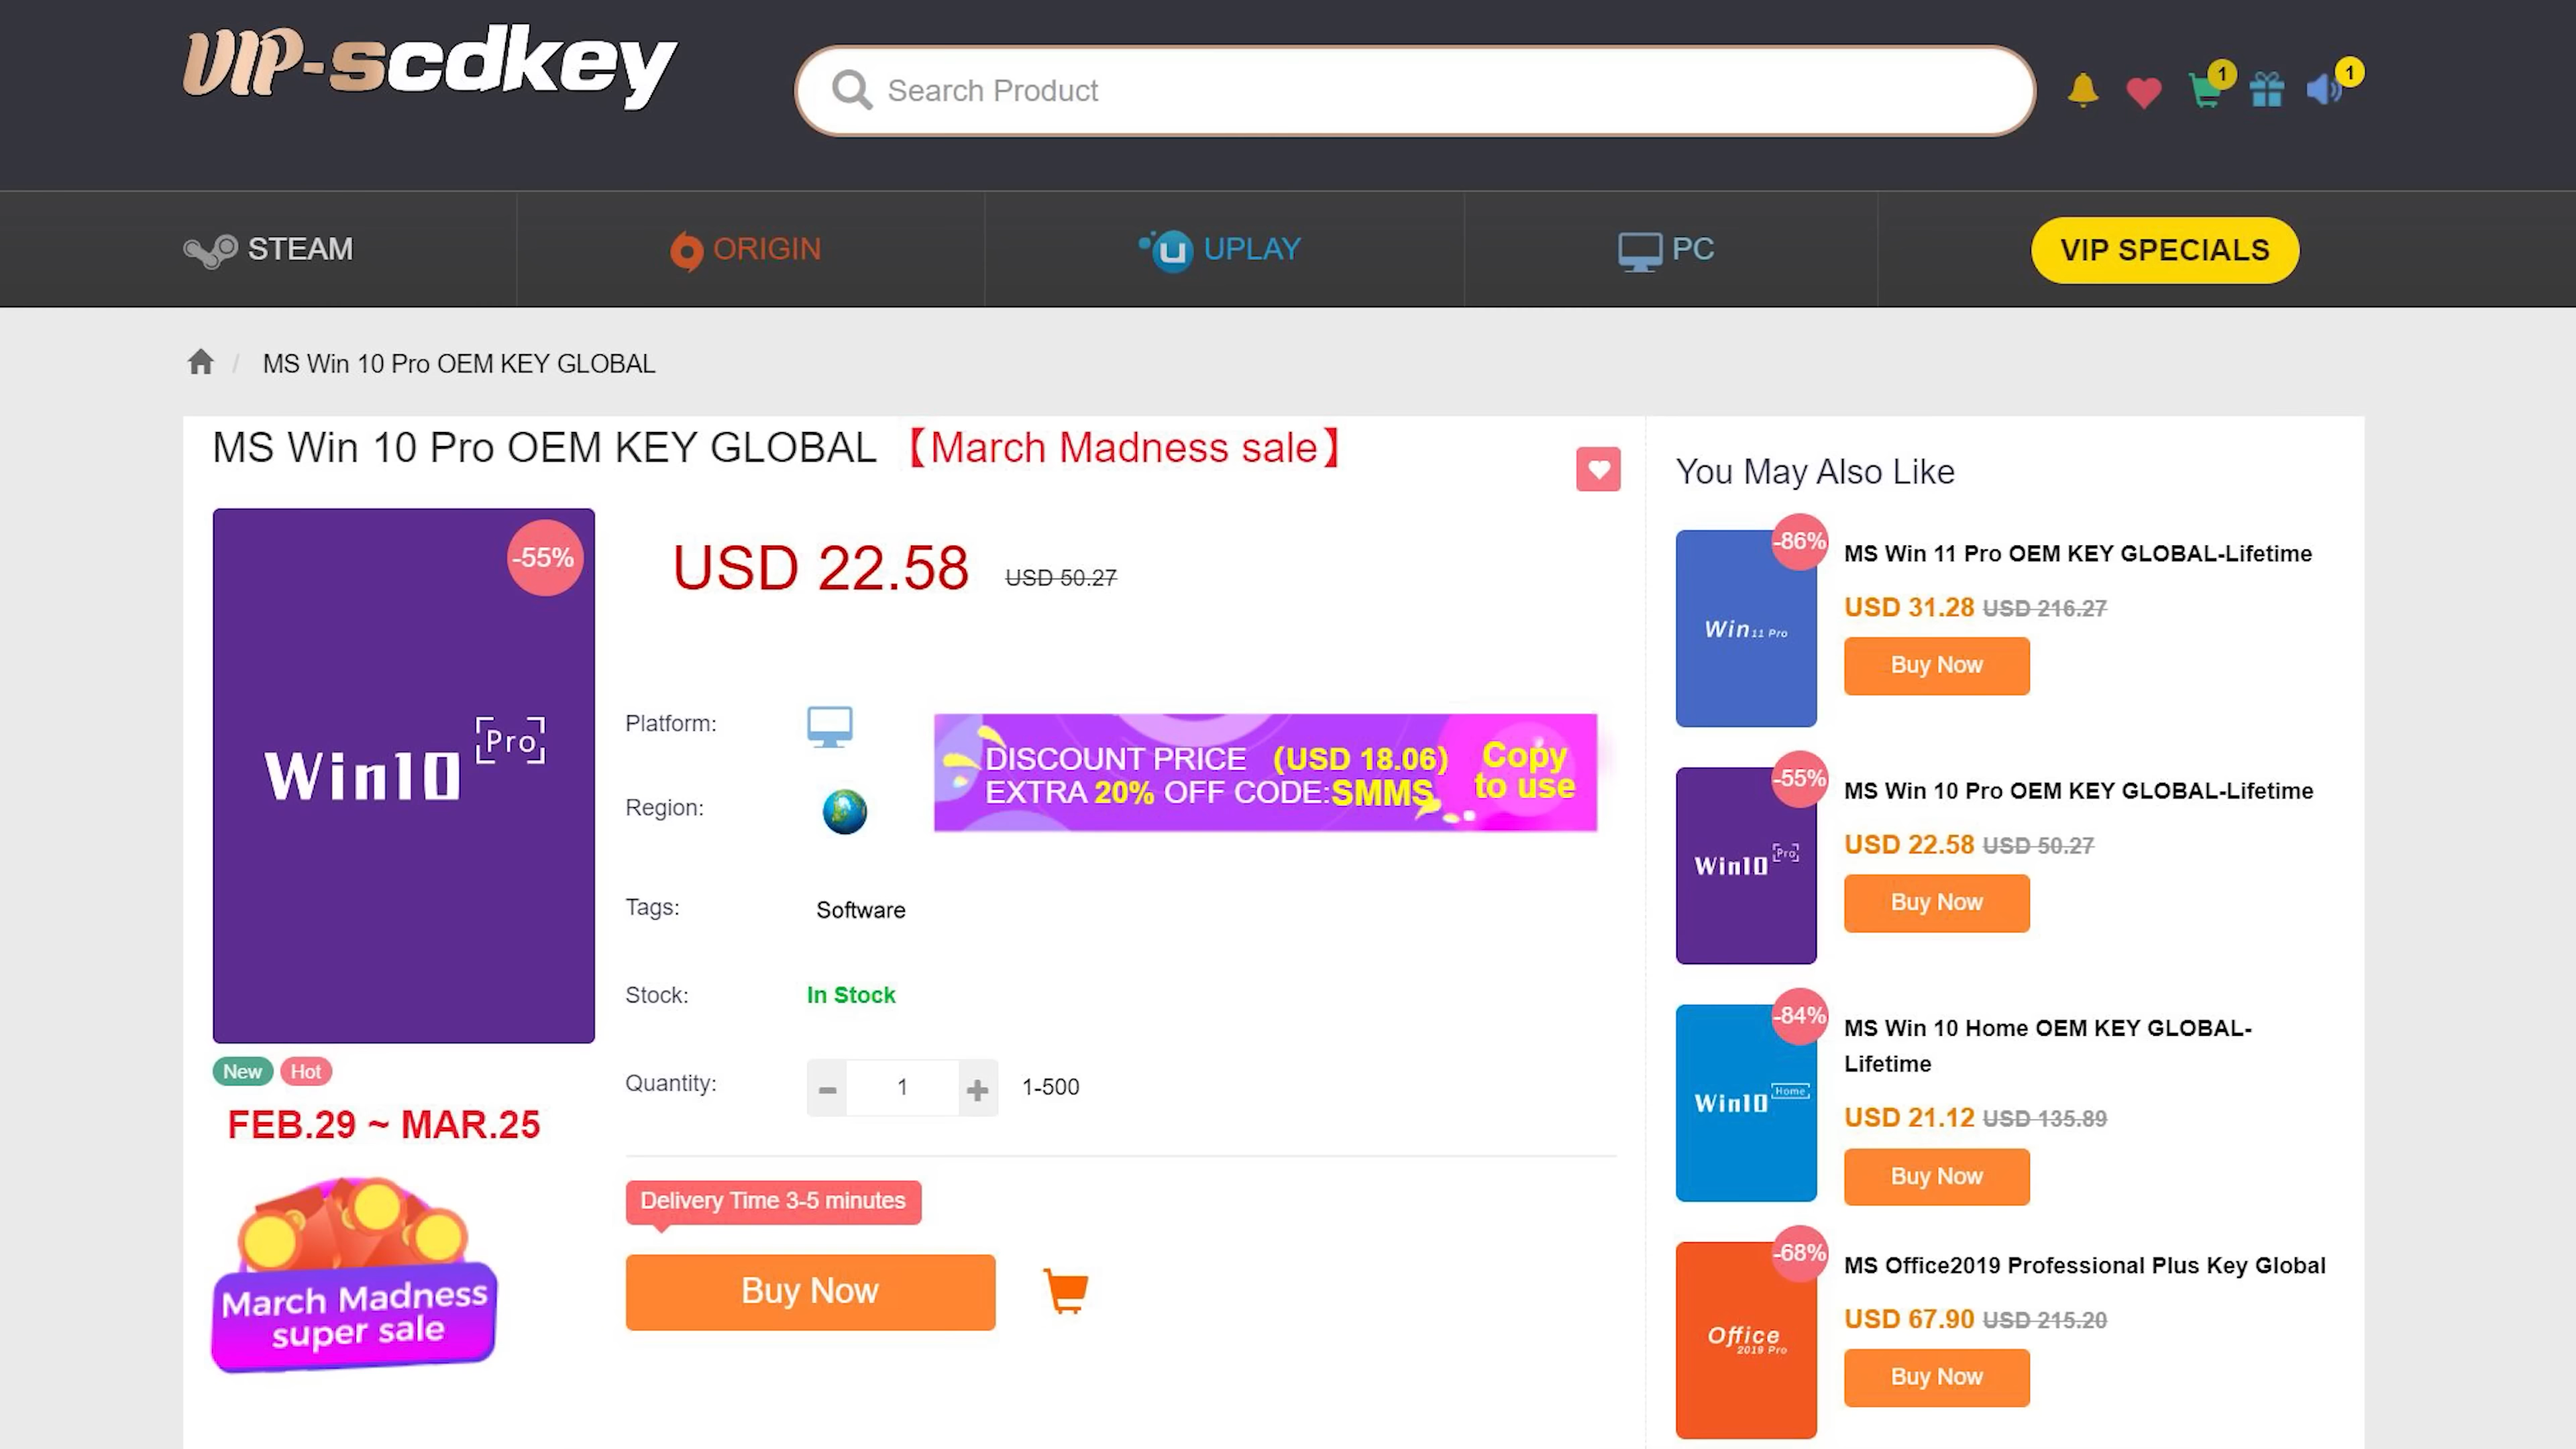 VIP-scdkey
Search Product
1
1
STEAM
ORIGIN
UPLAY
PC
VIP SPECIALS
/ MS Win 10 Pro OEM KEY GLOBAL
MS Win 10 Pro OEM KEY GLOBAL 【March Madness sale】
-55%
Win10 [Pro]
New Hot
FEB.29 ~ MAR.25
March Madness
super sale
USD 22.58 USD 50.27
Platform:
DISCOUNT PRICE (USD 18.06)
EXTRA 20% OFF CODE:SMMS
Copy
to use
Region:
Tags: Software
Stock: In Stock
Quantity: 1 1-500
Delivery Time 3-5 minutes
Buy Now
You May Also Like
-86%
Win 11 Pro
MS Win 11 Pro OEM KEY GLOBAL-Lifetime
USD 31.28 USD 216.27
Buy Now
-55%
Win10 [Pro]
MS Win 10 Pro OEM KEY GLOBAL-Lifetime
USD 22.58 USD 50.27
Buy Now
-84%
Win10 [Home]
MS Win 10 Home OEM KEY GLOBAL-
Lifetime
USD 21.12 USD 135.89
Buy Now
-68%
Office
2019 Pro
MS Office2019 Professional Plus Key Global
USD 67.90 USD 215.20
Buy Now